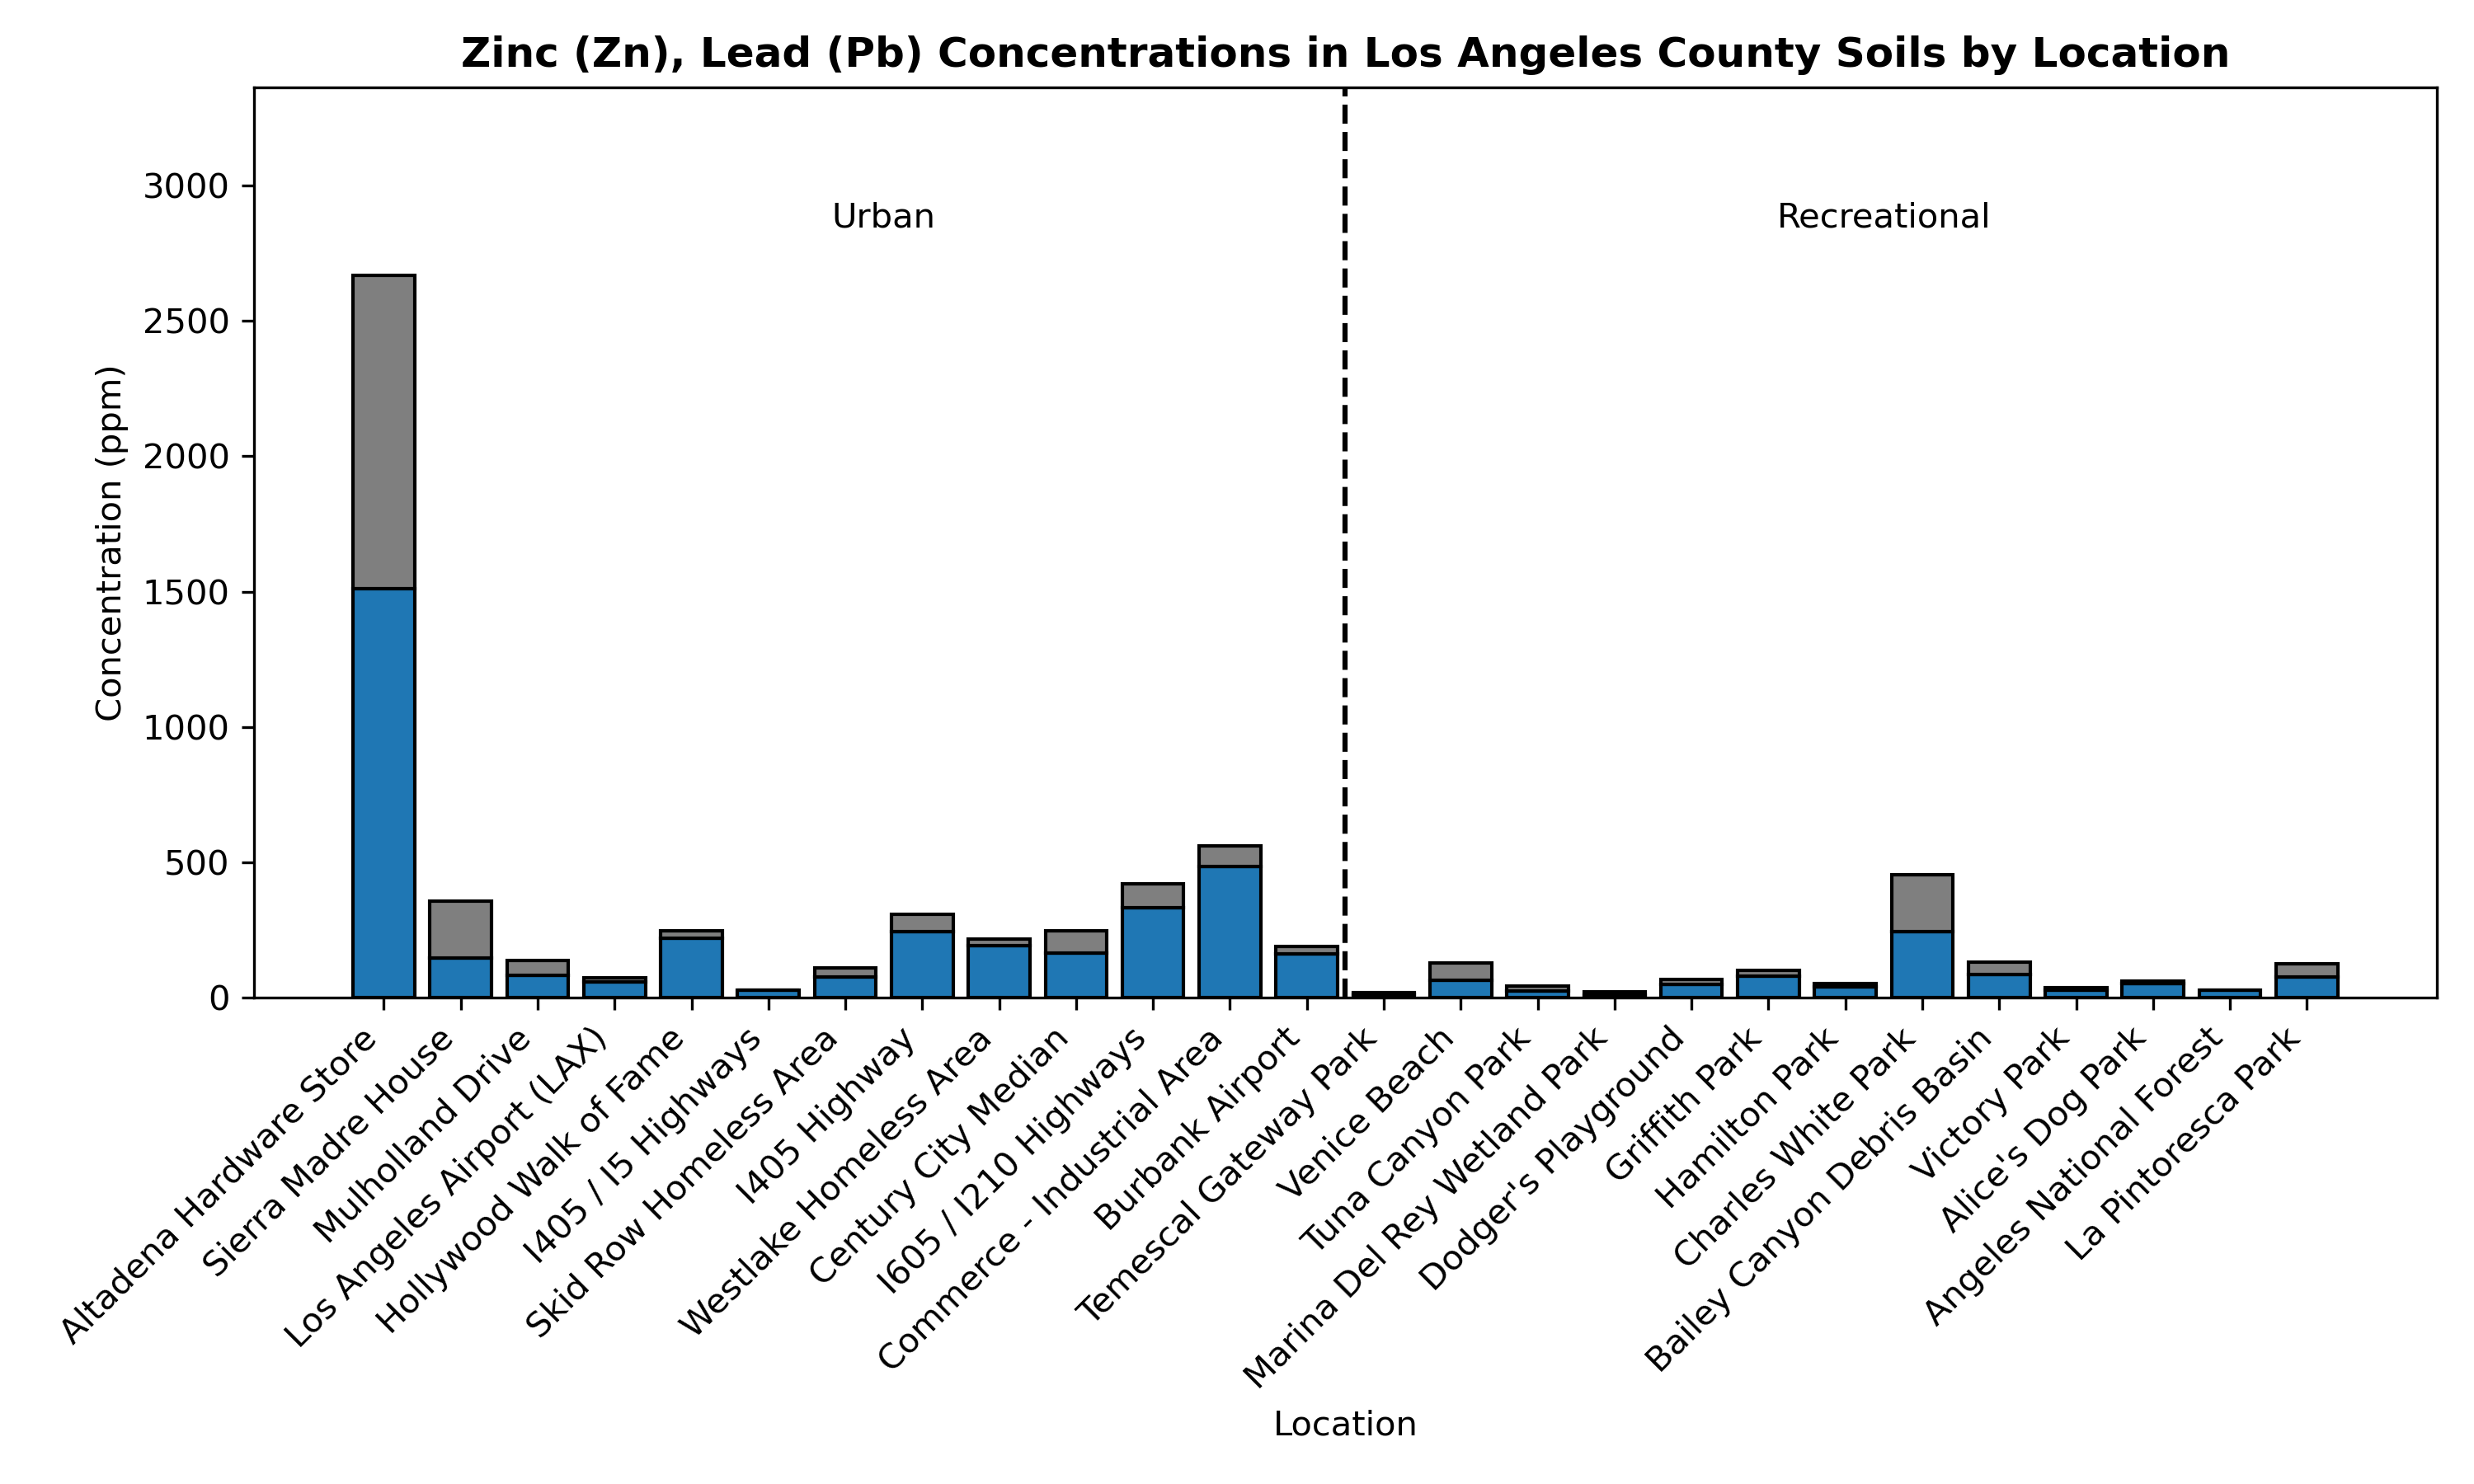 Zinc (Zn), Lead (Pb) Concentrations in Los Angeles County Soils by Location
Urban
Recreational
Concentration (ppm)
3000
2500
2000
1500
1000
500
0
Altadena Hardware Store
Sierra Madre House
Mulholland Drive
Los Angeles Airport (LAX)
Hollywood Walk of Fame
I405 / I5 Highways
Skid Row Homeless Area
I405 Highway
Westlake Homeless Area
Century City Median
I605 / I210 Highways
Commerce - Industrial Area
Burbank Airport
Temescal Gateway Park
Venice Beach
Tuna Canyon Park
Marina Del Rey Wetland Park
Dodger's Playground
Griffith Park
Hamilton Park
Charles White Park
Bailey Canyon Debris Basin
Victory Park
Alice's Dog Park
Angeles National Forest
La Pintoresca Park
Location